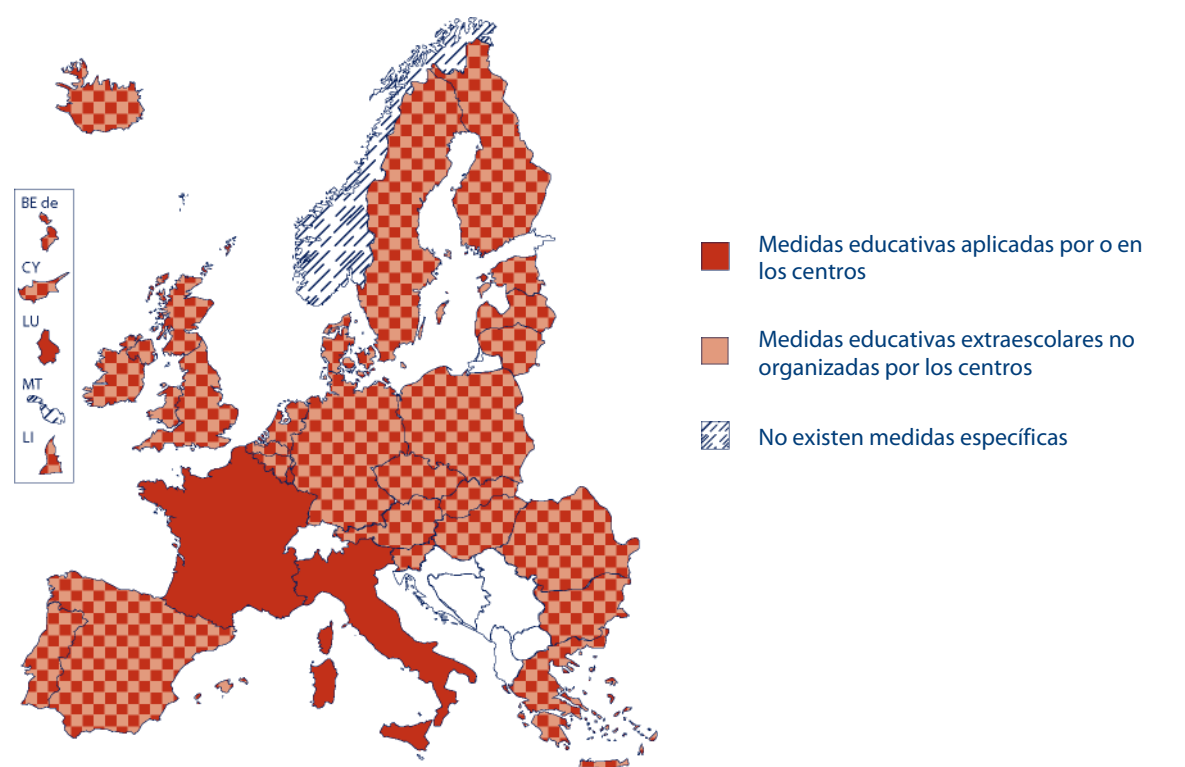 BE de
CY
LU
MT
LI
Medidas educativas aplicadas por o en
los centros
Medidas educativas extraescolares no
organizadas por los centros
No existen medidas específicas